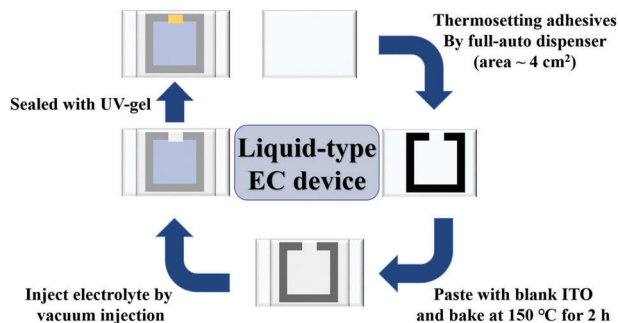 Thermosetting adhesives
By full-auto dispenser
(area ~ 4 cm²)
Sealed with UV-gel
Liquid-type
EC device
Inject electrolyte by
vacuum injection
Paste with blank ITO
and bake at 150 ℃ for 2 h